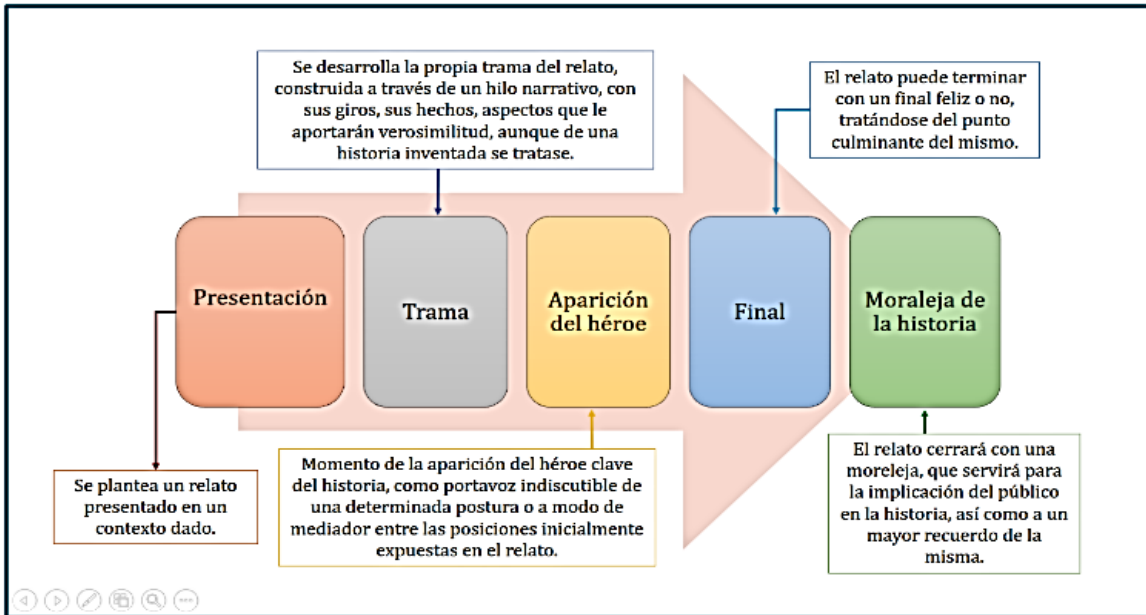 Se desarrolla la propia trama del relato,
construida a través de un hilo narrativo, con
sus giros, sus hechos, aspectos que le
aportarán verosimilitud, aunque de una
historia inventada se tratase.
El relato puede terminar
con un final feliz o no,
tratándose del punto
culminante del mismo.
Presentación
Trama
Aparición
del héroe
Final
Moraleja de
la historia
Se plantea un relato
presentado en un
contexto dado.
Momento de la aparición del héroe clave
del historia, como portavoz indiscutible de
una determinada postura o a modo de
mediador entre las posiciones inicialmente
expuestas en el relato.
El relato cerrará con una
moreleja, que servirá para
la implicación del público
en la historia, así como a un
mayor recuerdo de la
misma.